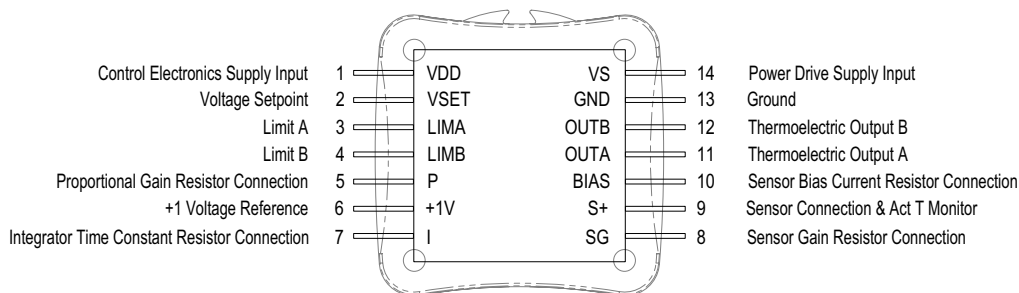 Control Electronics Supply Input 1 VDD VS 14 Power Drive Supply Input
Voltage Setpoint 2 VSET GND 13 Ground
Limit A 3 LIMA OUTB 12 Thermoelectric Output B
Limit B 4 LIMB OUTA 11 Thermoelectric Output A
Proportional Gain Resistor Connection 5 P BIAS 10 Sensor Bias Current Resistor Connection
+1 Voltage Reference 6 +1V S+ 9 Sensor Connection & Act T Monitor
Integrator Time Constant Resistor Connection 7 I SG 8 Sensor Gain Resistor Connection